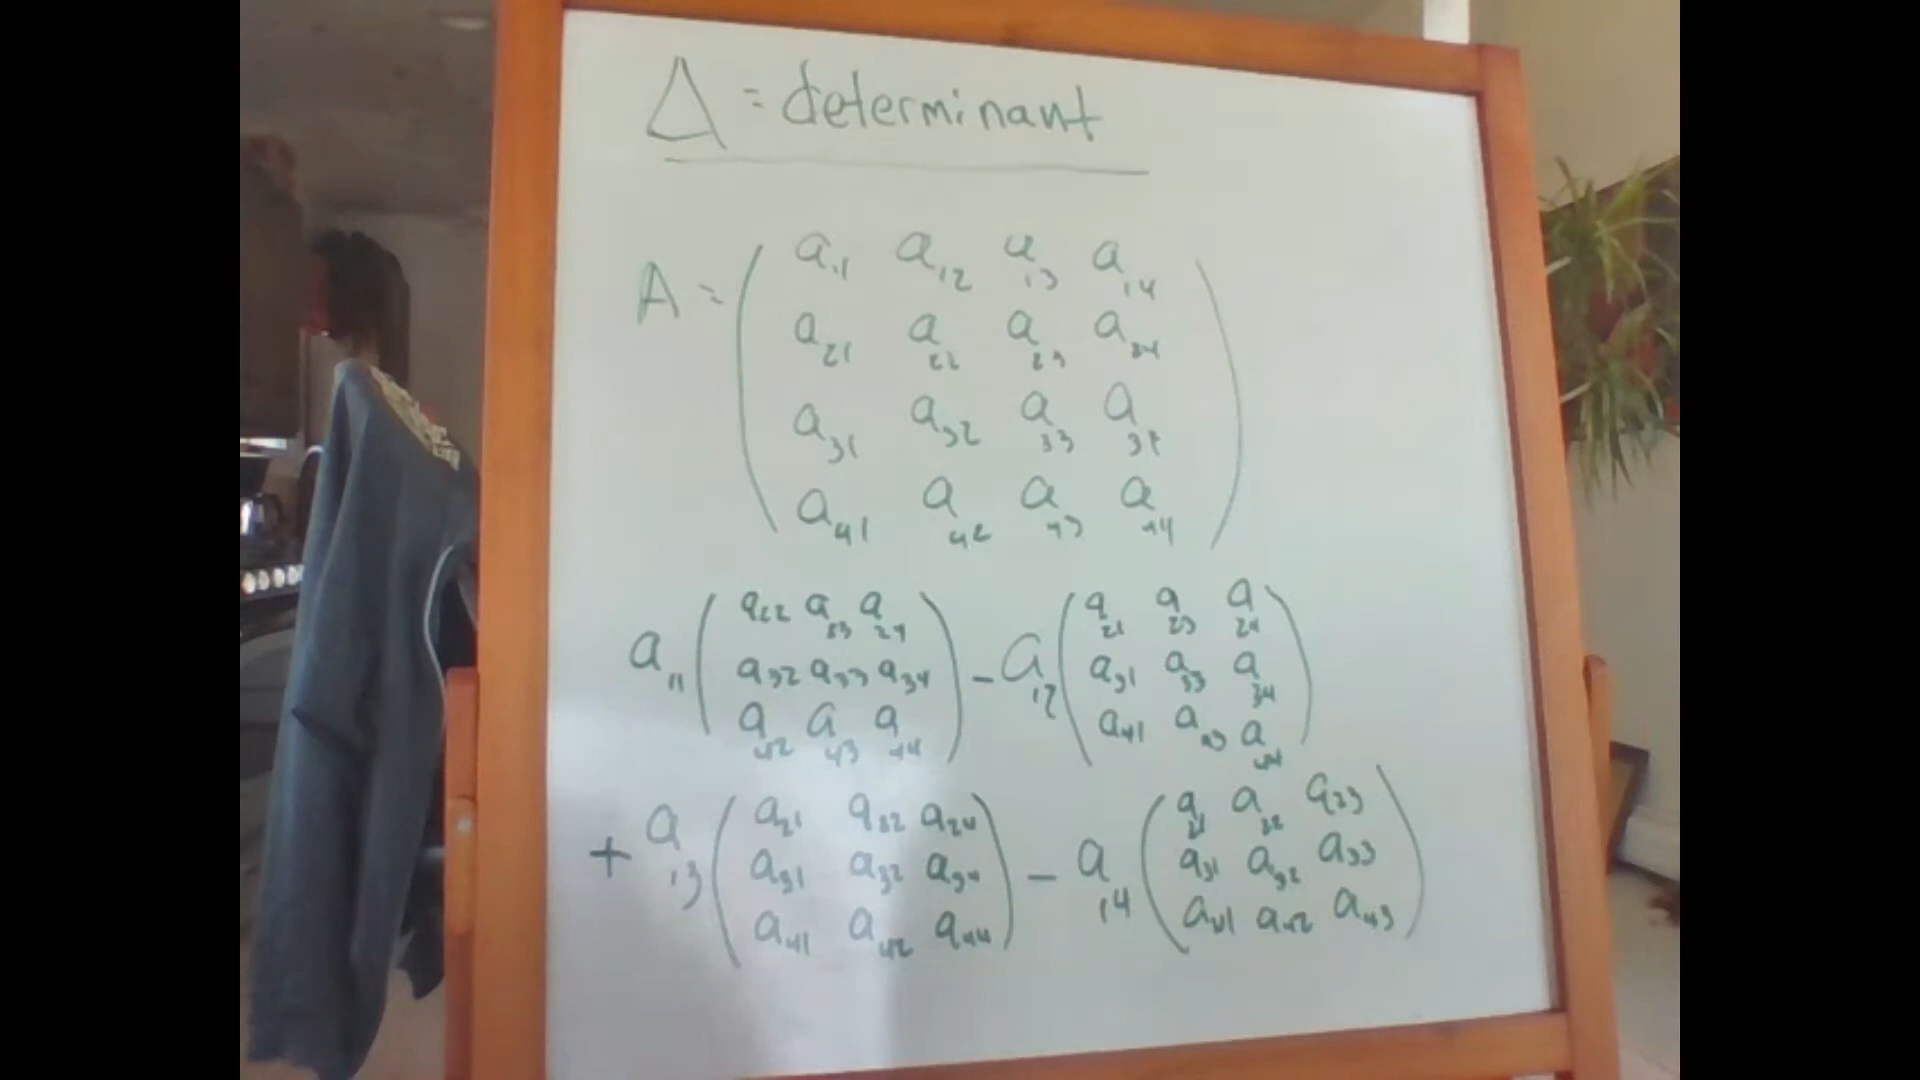 Δ = determinant
A = ( a11 a12 a13 a14
a21 a22 a23 a24
a31 a32 a33 a34
a41 a42 a43 a44 )
a11 ( a22 a23 a24 - a12 ( a21 a23 a24
a32 a33 a34 a31 a33 a34
a42 a43 a44 ) a41 a43 a44 )
+ a13 ( a21 a22 a24 - a14 ( a21 a22 a23
a31 a32 a34 a31 a32 a33
a41 a42 a44 ) a41 a42 a43 )